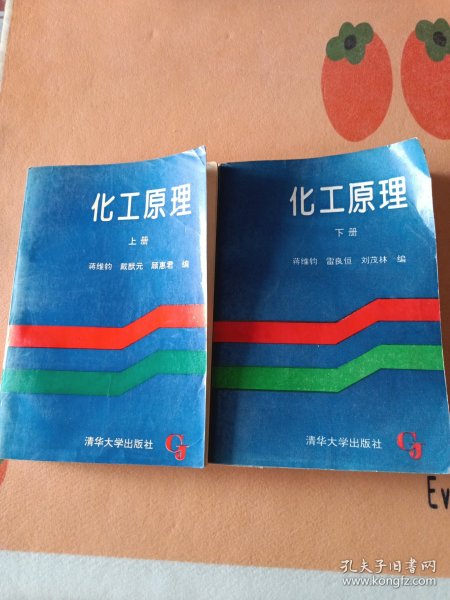 化工原理
上册
蒋维钧 戴猷元 顾惠君 编
清华大学出版社
化工原理
下册
蒋维钧 雷良恒 刘茂林 编
清华大学出版社
Ev
孔夫子旧书网
www.kongfz.com